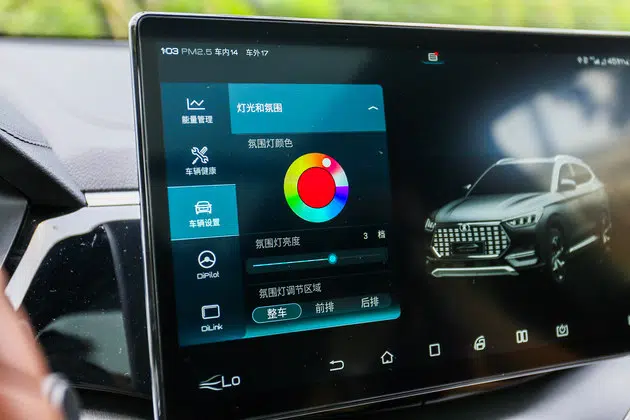 103 PM2.5 车内14 车外17
灯光和氛围
能量管理
氛围灯颜色
车辆健康
车辆设置
氛围灯亮度 3 档
DiPilot
氛围灯调节区域
整车 前排 后排
DiLink
Lo